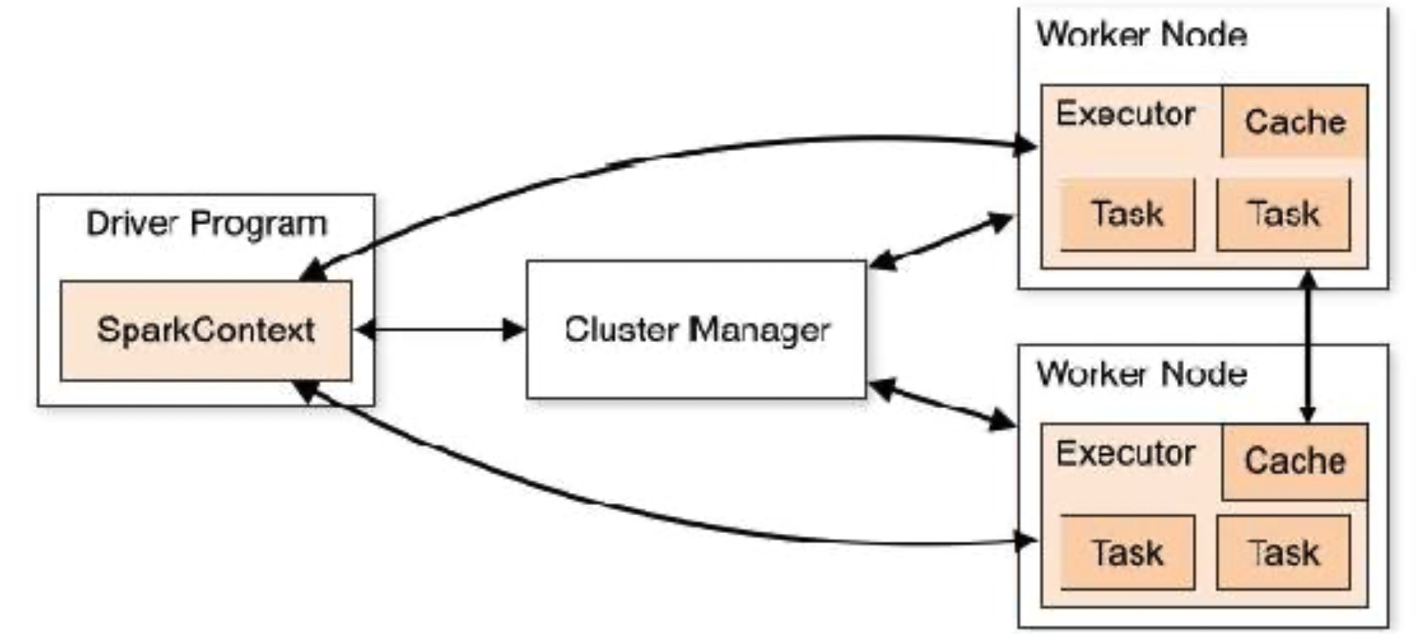 Driver Program
SparkContext
Cluster Manager
Worker Node
Executor
Cache
Task
Task
Worker Node
Executor
Cache
Task
Task